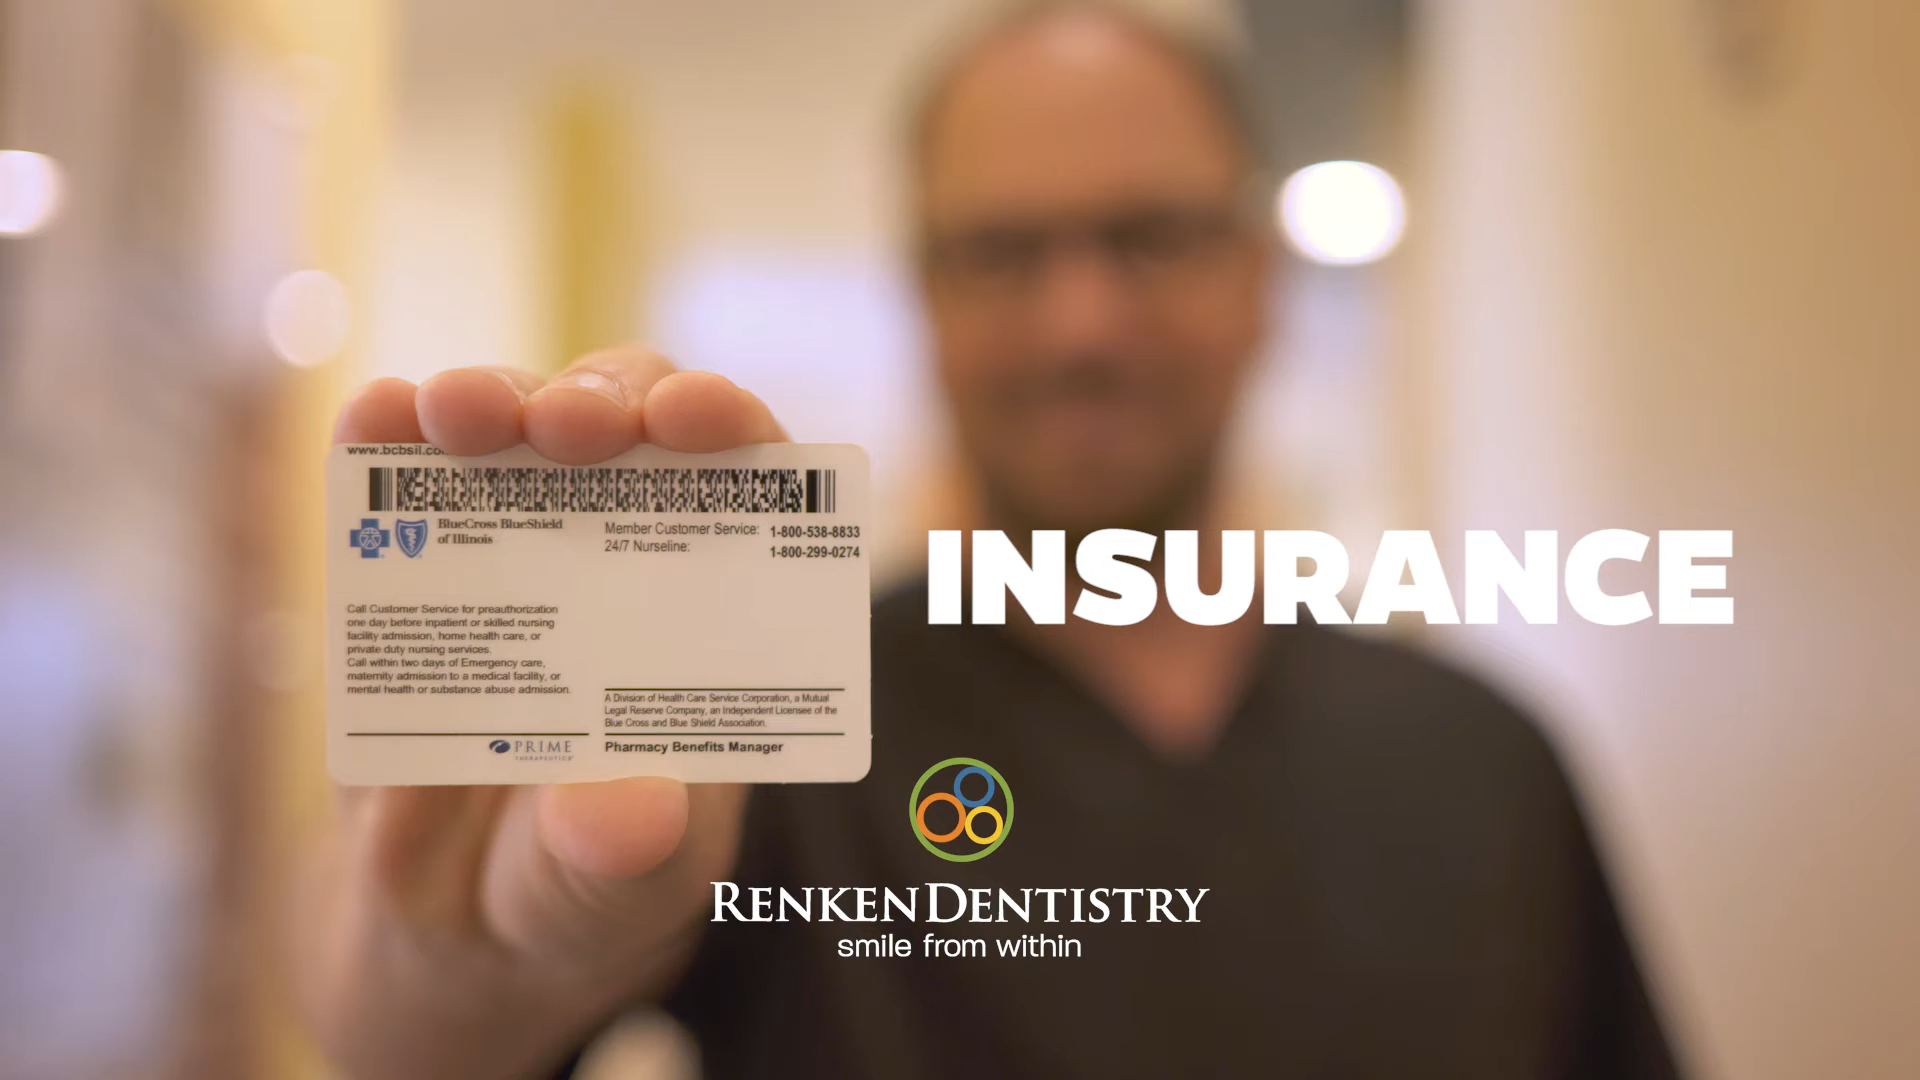 www.bcbsil.co
BlueCross BlueShield
of Illinois
Member Customer Service: 1-800-538-8833
24/7 Nurseline: 1-800-299-0274
Call Customer Service for preauthorization
one day before inpatient or skilled nursing
facility admission, home health care, or
private duty nursing services.
Call within two days of Emergency care,
maternity admission to a medical facility, or
mental health or substance abuse admission.
A Division of Health Care Service Corporation, a Mutual
Legal Reserve Company, an Independent Licensee of the
Blue Cross and Blue Shield Association.
PRIME
THERAPEUTICS
Pharmacy Benefits Manager
INSURANCE
RENKEN DENTISTRY
smile from within